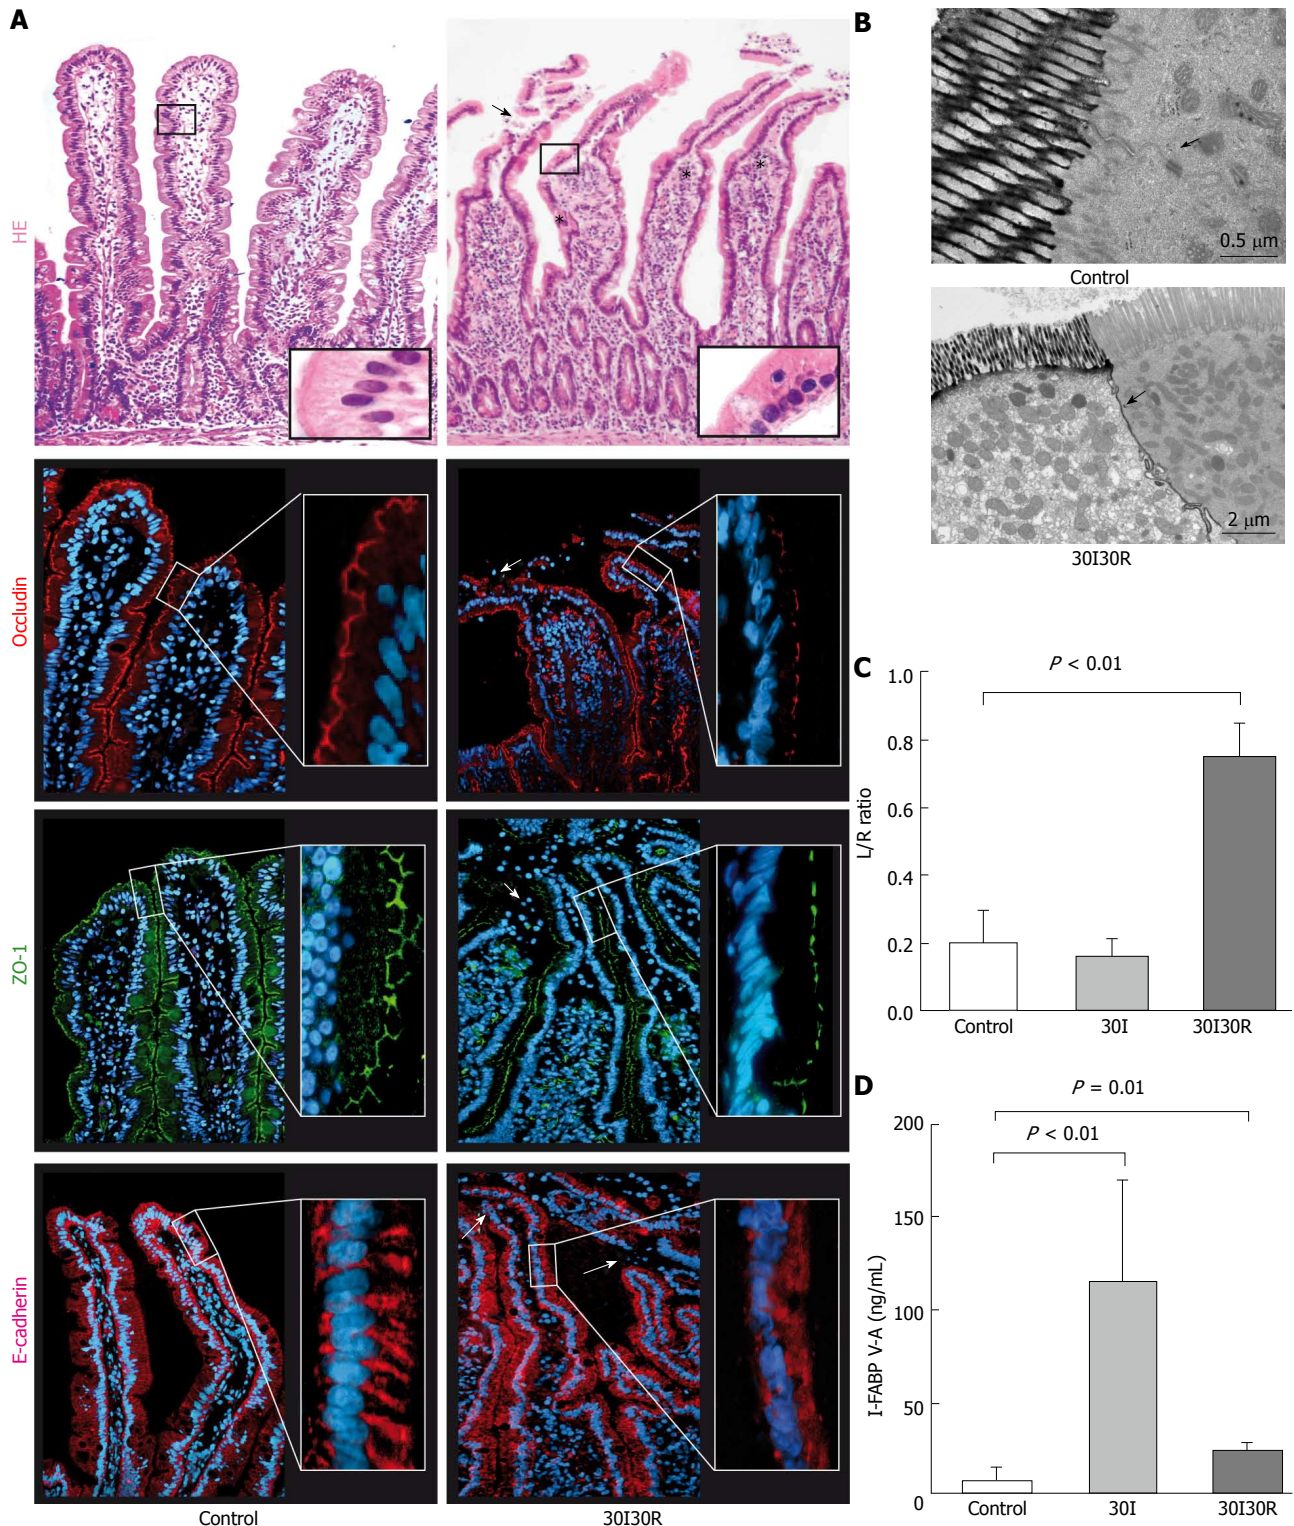 A
HE
Occludin
ZO-1
E-cadherin
Control
30I30R
*
*
*
B
0.5 μm
Control
2 μm
30I30R
C
P < 0.01
L/R ratio
1.0
0.8
0.6
0.4
0.2
0.0
Control
30I
30I30R
D
P = 0.01
P < 0.01
I-FABP V-A (ng/mL)
200
150
100
50
0
Control
30I
30I30R